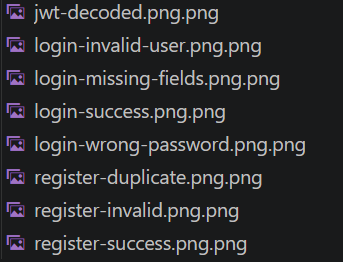 jwt-decoded.png.png
login-invalid-user.png.png
login-missing-fields.png.png
login-success.png.png
login-wrong-password.png.png
register-duplicate.png.png
register-invalid.png.png
register-success.png.png